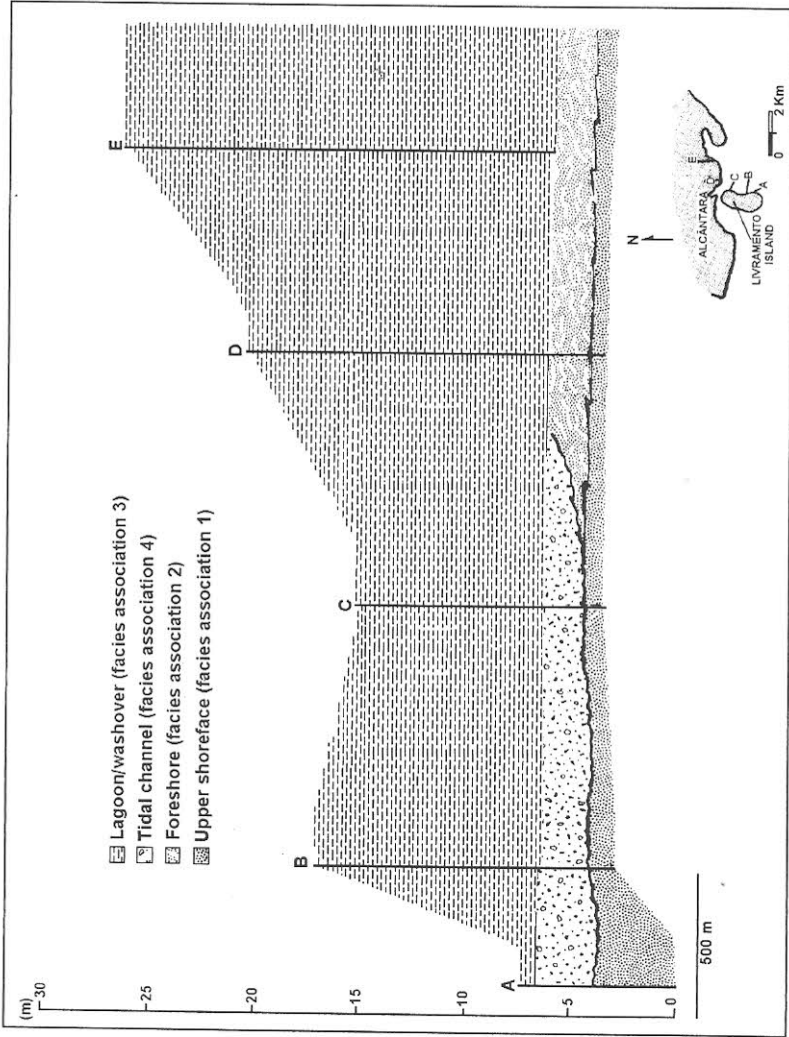 (m)
30
25
20
15
10
5
0
A
B
C
D
E
Lagoon/washover (facies association 3)
Tidal channel (facies association 4)
Foreshore (facies association 2)
Upper shoreface (facies association 1)
500 m
N
ALCÂNTARA
LIVRAMENTO
ISLAND
E
D
C
B
A
0 2 Km